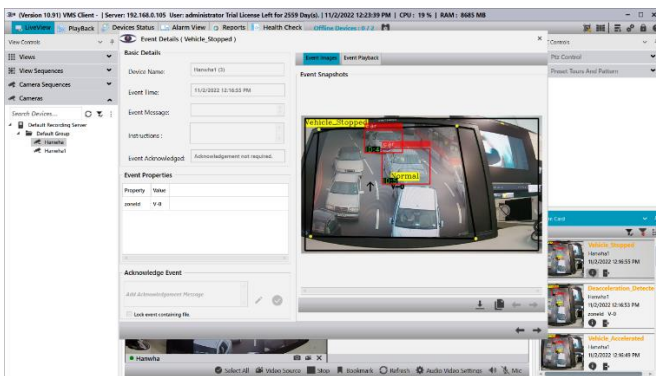 (Version 10.91) VMS Client - | Server: 192.168.0.105 User: administrator Trial License Left for 2559 Day(s). | 11/2/2022 12:23:39 PM | CPU: 19 % | RAM: 8685 MB
LiveView PlayBack Devices Status Alarm View Reports Health Check Offline Devices: 0 / 2
View Controls
Views
View Sequences
Camera Sequences
Cameras
Search Devices...
Default Recording Server
Default Group
Hanwha
Hanwha1
Event Details ( Vehicle_Stopped )
Basic Details
Device Name:
Event Time: 11/2/2022 12:16:55 PM
Event Message:
Instructions :
Event Acknowledged: Acknowledgement not required.
Event Properties
Property Value
zoneId V-0
Acknowledge Event
Add Acknowledgement Message
Lock event containing file.
Event Images Event Playback
Event Snapshots
Vehicle_Stopped
Normal
Controls
Ptz Control
Preset Tours And Pattern
Vehicle_Stopped
Hanwha1
11/2/2022 12:16:55 PM
Deacceleration_Detecte
Hanwha1
11/2/2022 12:16:53 PM
zoneId V-0
Vehicle_Accelerated
Hanwha1
11/2/2022 12:16:49 PM
Hanwha
Select All Video Source Stop Bookmark Refresh Audio Video Settings Mic